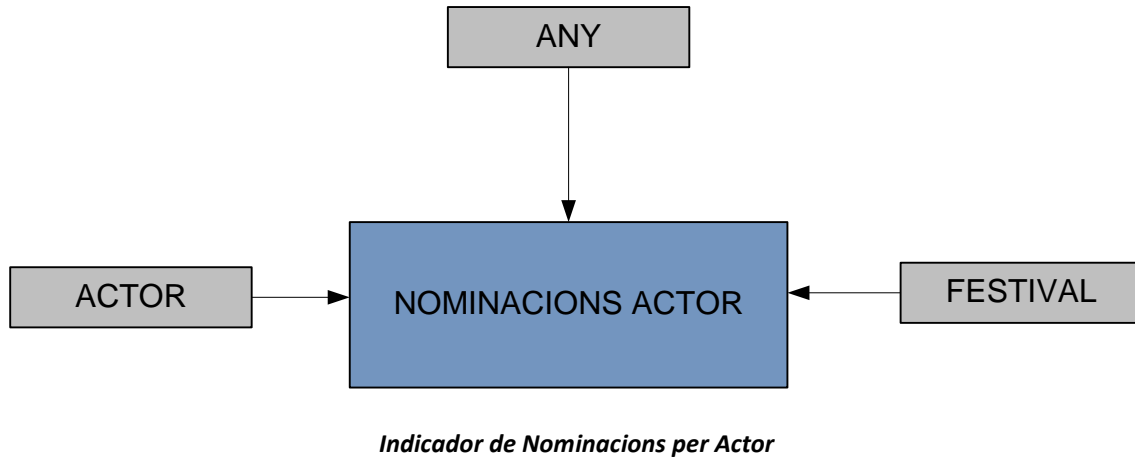 ANY
ACTOR
NOMINACIONS ACTOR
FESTIVAL
Indicador de Nominacions per Actor